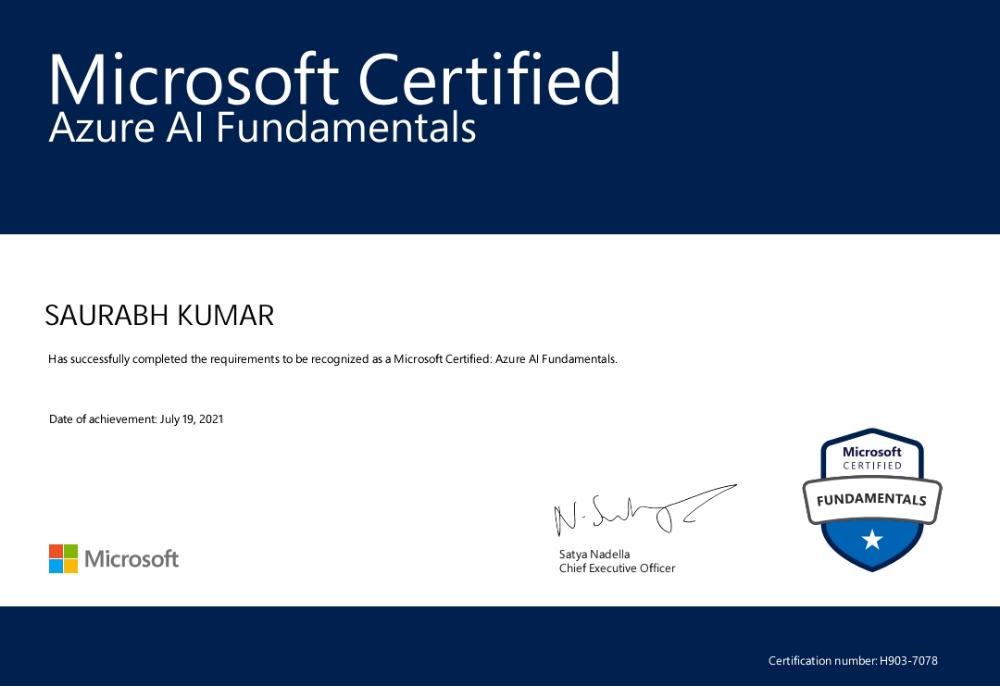 Microsoft Certified
Azure AI Fundamentals
SAURABH KUMAR
Has successfully completed the requirements to be recognized as a Microsoft Certified: Azure AI Fundamentals.
Date of achievement: July 19, 2021
Microsoft
CERTIFIED
FUNDAMENTALS
Satya Nadella
Chief Executive Officer
Microsoft
Certification number: H903-7078